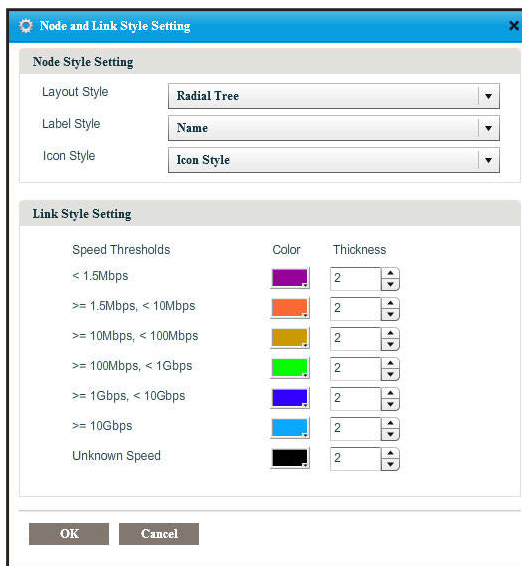 Node and Link Style Setting
Node Style Setting
Layout Style Radial Tree
Label Style Name
Icon Style Icon Style
Link Style Setting
Speed Thresholds Color Thickness
< 1.5Mbps 2
>= 1.5Mbps, < 10Mbps 2
>= 10Mbps, < 100Mbps 2
>= 100Mbps, < 1Gbps 2
>= 1Gbps, < 10Gbps 2
>= 10Gbps 2
Unknown Speed 2
OK Cancel